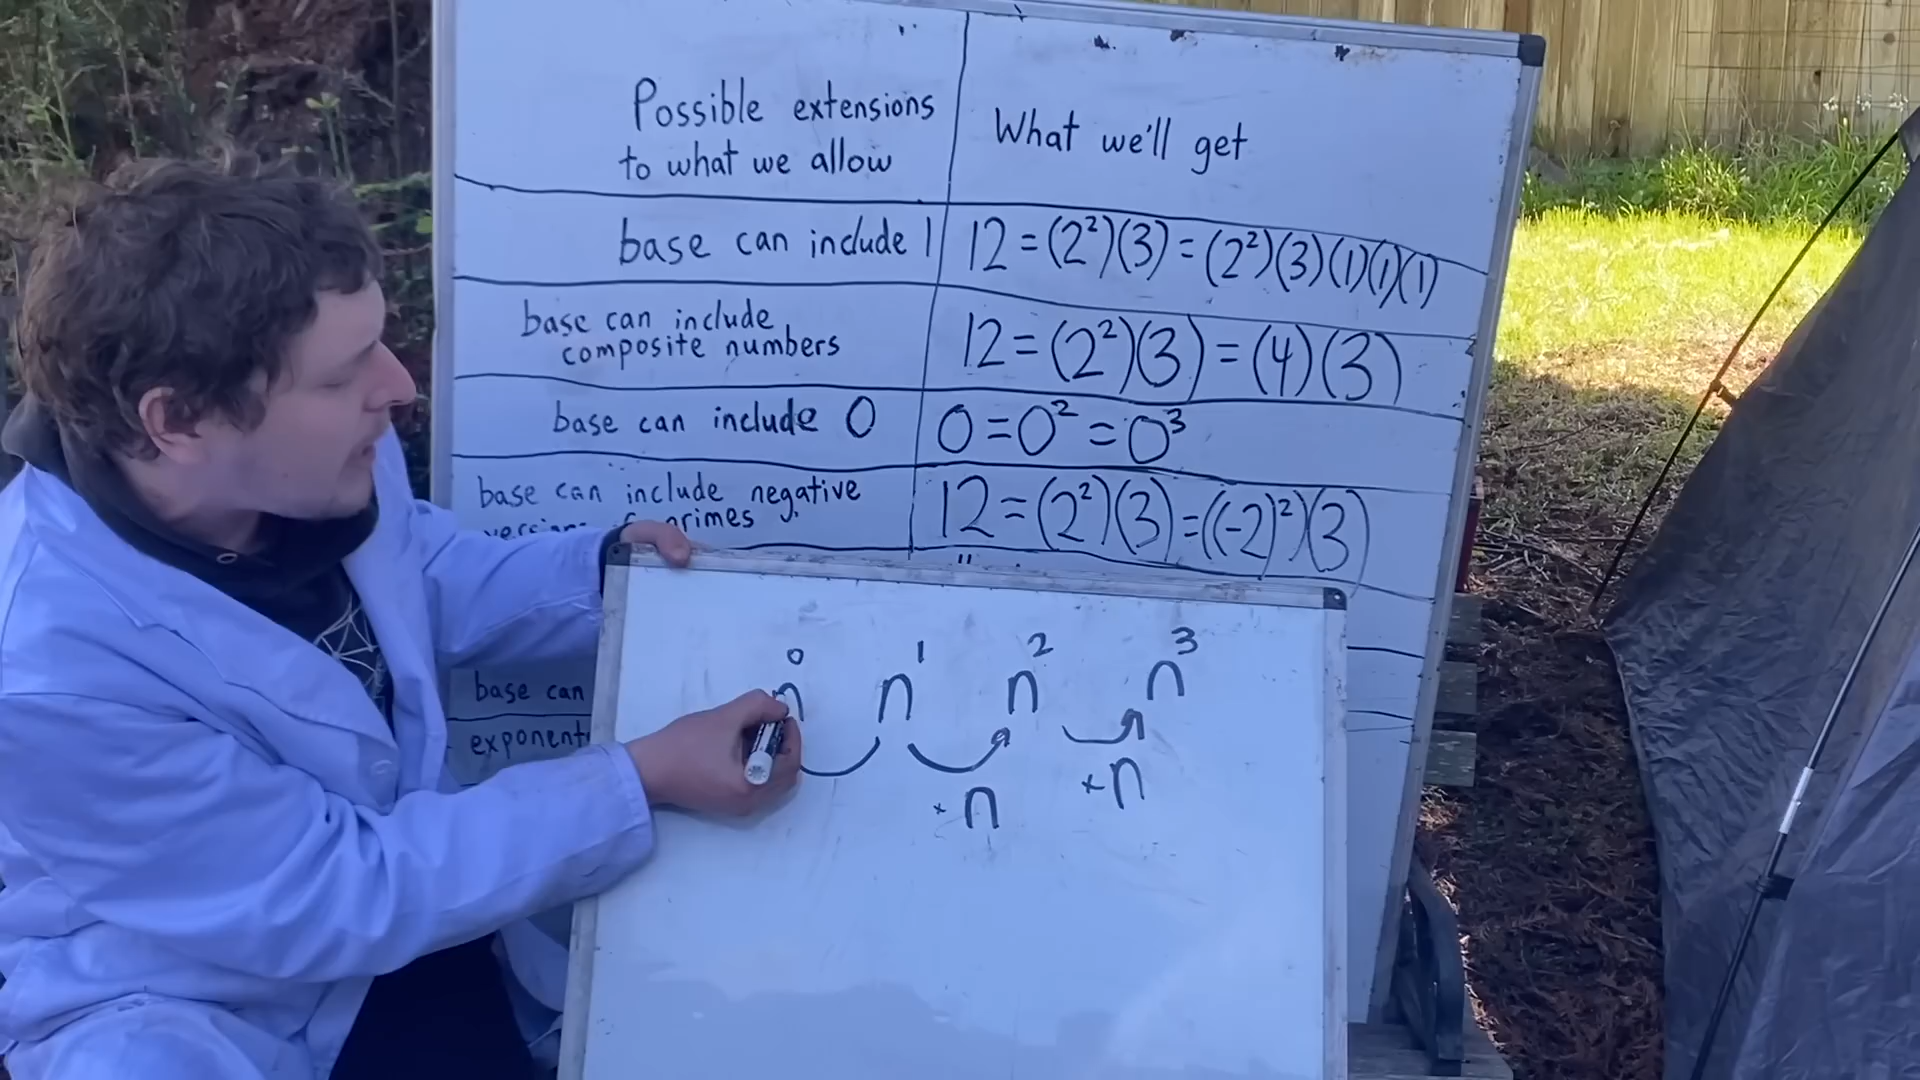 Possible extensions
to what we allow
What we'll get
base can include 1
12 = (2²)(3) = (2²)(3)(1)(1)(1)
base can include
composite numbers
12 = (2²)(3) = (4)(3)
base can include 0
0 = 0² = 0³
base can include negative
versions of primes
12 = (2²)(3) = ((-2)²)(3)
base can
exponents
n⁰ n¹ n² n³
×n ×n